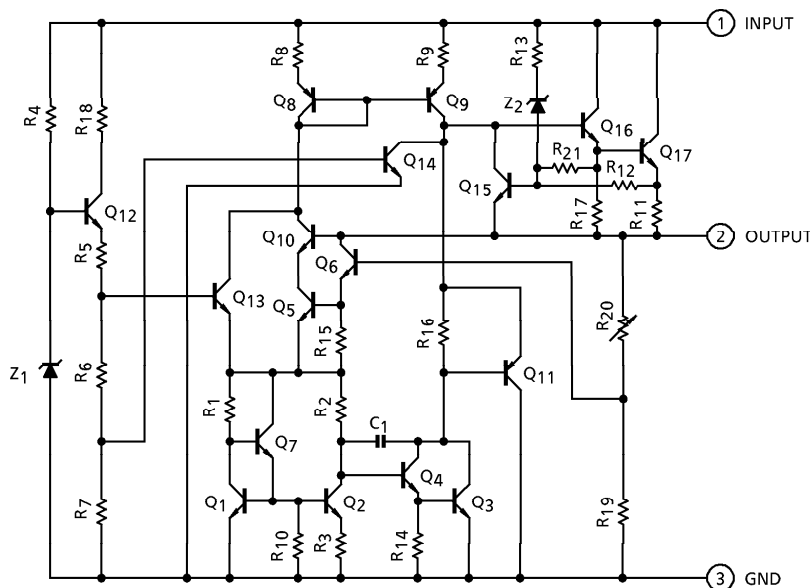 1 INPUT
R8
R9
R13
R4
R18
Q8
Q9
Z2
Q16
Q14
R21
Q17
Q12
Q15
R12
R5
Q10
R17
R11
2 OUTPUT
Q6
Q13
Q5
R15
R16
R20
Z1
R6
Q11
R1
R2
C1
Q7
Q4
R7
Q1
Q2
Q3
R10
R3
R14
R19
3 GND